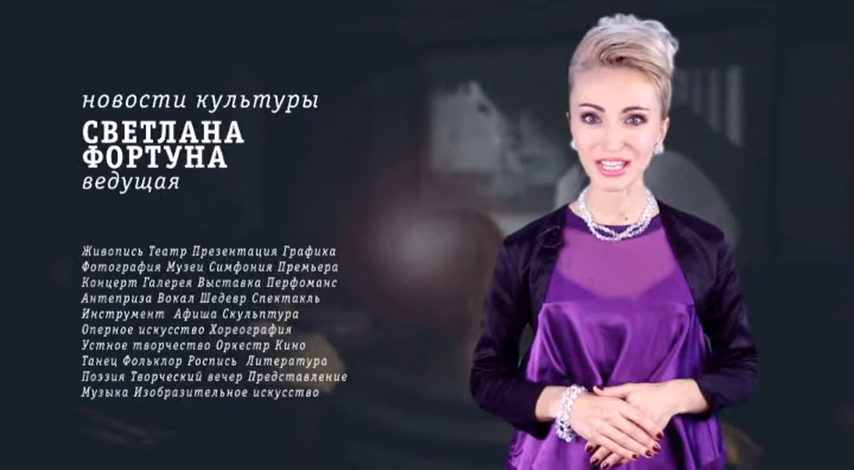 новости культуры
СВЕТЛАНА
ФОРТУНА
ведущая
Живопись Театр Презентация Графика
Фотография Музеи Симфония Премьера
Концерт Галерея Выставка Перфоманс
Антеприза Вокал Шедевр Спектакль
Инструмент Афиша Скульптура
Оперное искусство Хореография
Устное творчество Оркестр Кино
Танец Фольклор Роспись Литература
Поэзия Творческий вечер Представление
Музыка Изобразительное искусство